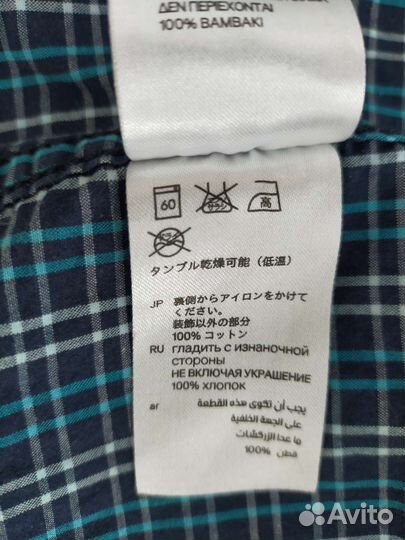 ΔΕΝ ΠΕΡΙΕΧΟΝΤΑΙ
100% ΒΑΜΒΑΚΙ
60
高
タンブル乾燥可能（低温）
JP 裏側からアイロンをかけて
ください。
装飾以外の部分
100% コットン
RU гладить с изнаночной
стороны
НЕ ВКЛЮЧАЯ УКРАШЕНИЕ
100% ХЛОПОК
ar يجب أن تكوى هذه القطعة
على الجهة الخلفية
ما عدا الزركشات
قطن 100%
Avito